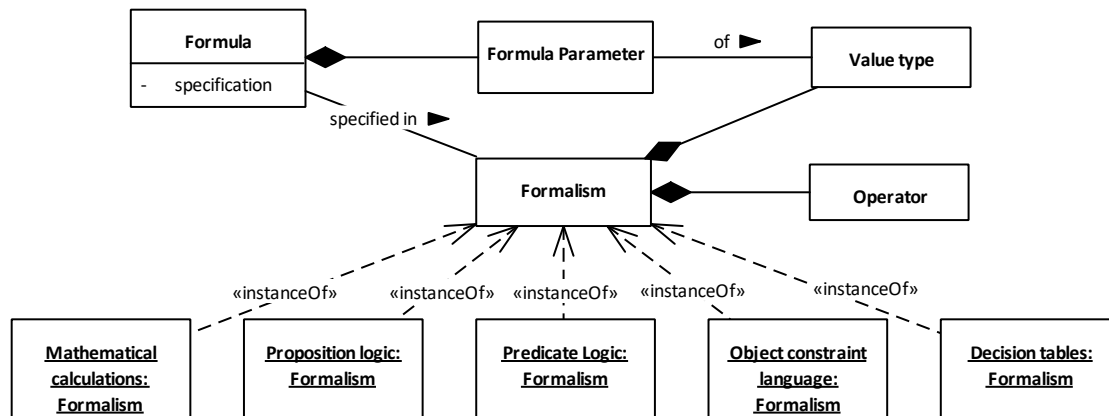 Formula
- specification
Formula Parameter
of
Value type
specified in
Formalism
Operator
«instanceOf»
«instanceOf»
«instanceOf»
«instanceOf»
«instanceOf»
Mathematical
calculations:
Formalism
Proposition logic:
Formalism
Predicate Logic:
Formalism
Object constraint
language:
Formalism
Decision tables:
Formalism